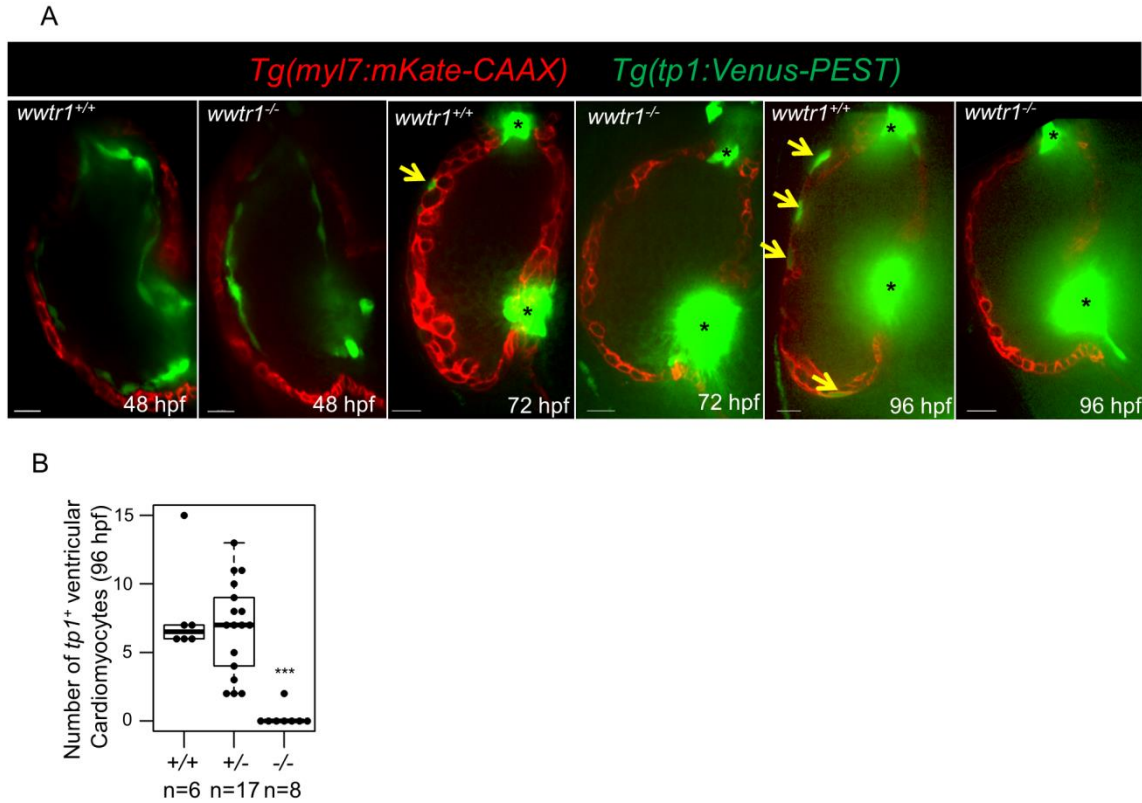 A
Tg(myl7:mKate-CAAX) Tg(tp1:Venus-PEST)
wwtr1+/+ wwtr1-/- wwtr1+/+ wwtr1-/- wwtr1+/+ wwtr1-/-
* * * * * *
* *
48 hpf 48 hpf 72 hpf 72 hpf 96 hpf 96 hpf
B
Number of tp1+ ventricular
Cardiomyocytes (96 hpf)
15
10
5
0
***
+/+ +/- -/-
n=6 n=17 n=8